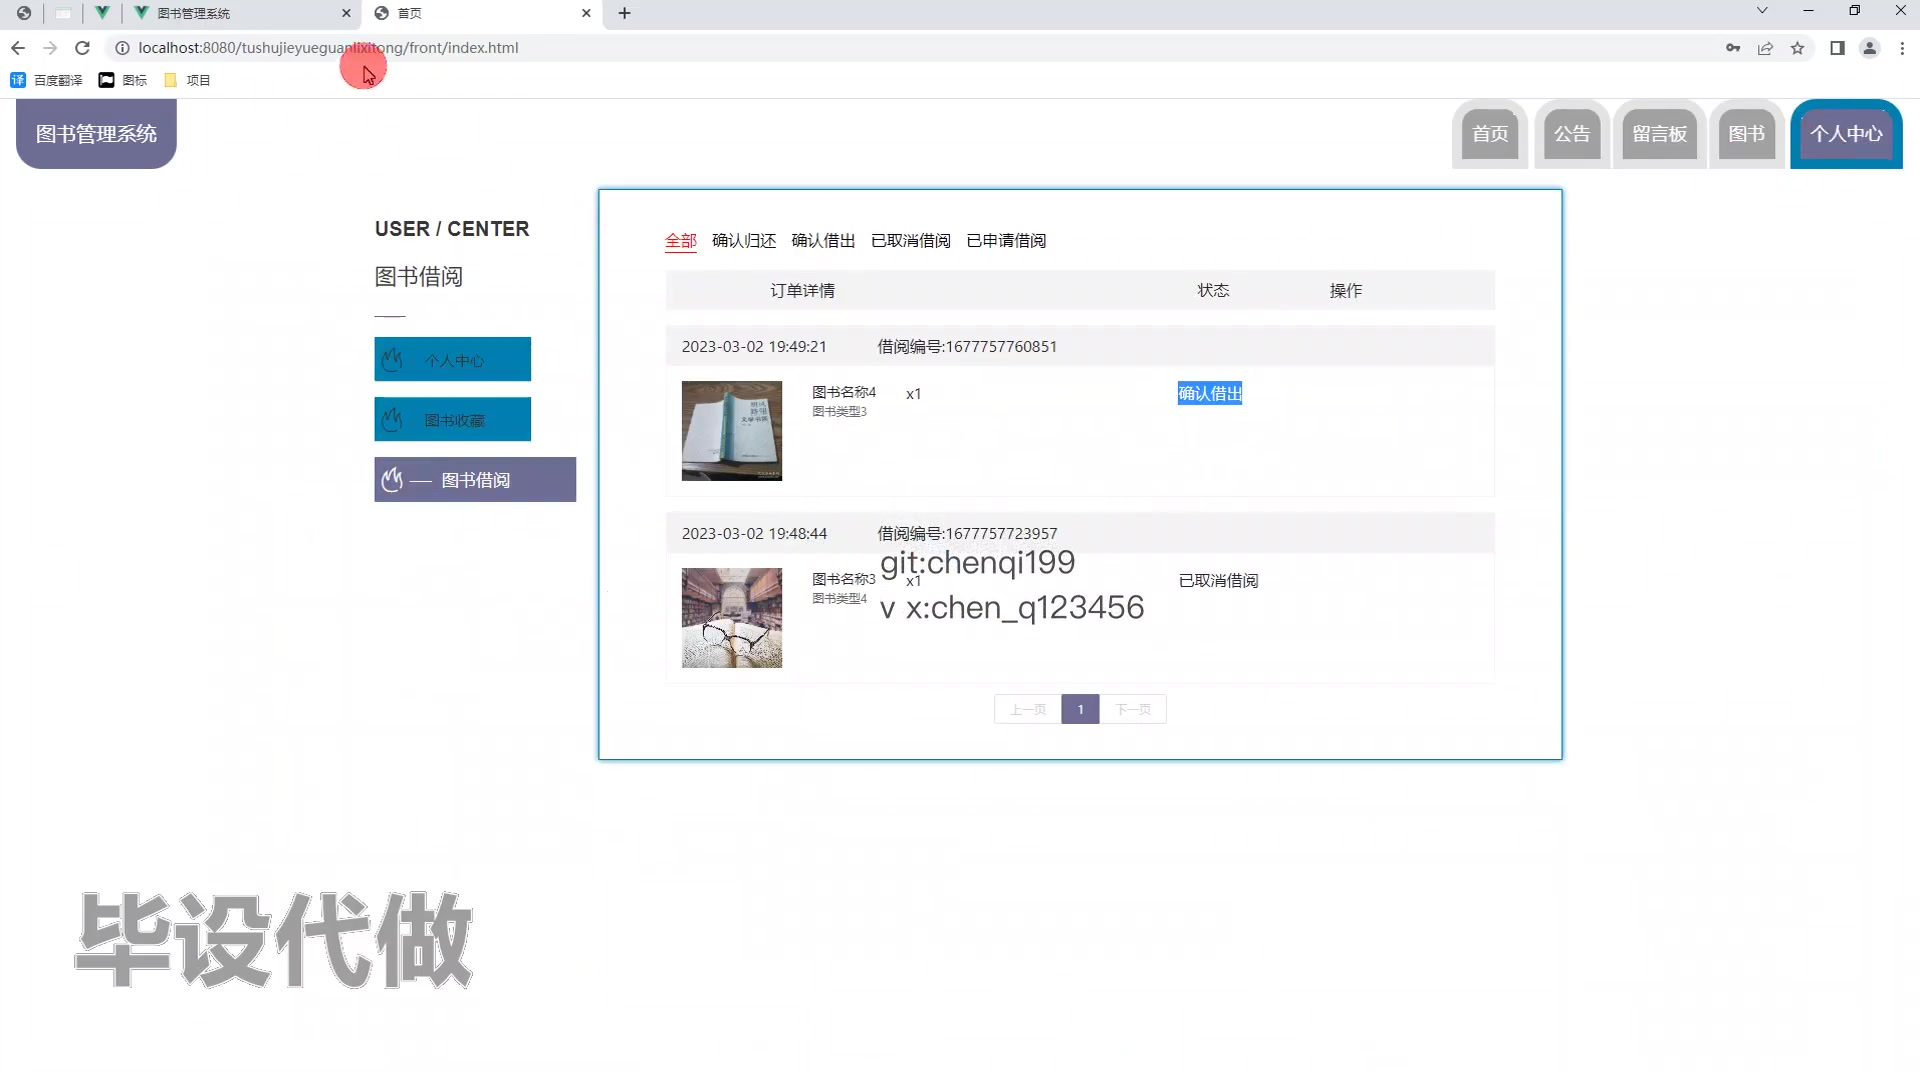 图书管理系统
首页
localhost:8080/tushujieyueguanlixitong/front/index.html
百度翻译 图标 项目
图书管理系统
首页 公告 留言板 图书 个人中心
USER / CENTER
图书借阅
个人中心
图书收藏
图书借阅
全部 确认归还 确认借出 已取消借阅 已申请借阅
订单详情 状态 操作
2023-03-02 19:49:21 借阅编号:1677757760851
图书名称4 x1 确认借出
图书类型3
2023-03-02 19:48:44 借阅编号:1677757723957
git:chenqi199
图书名称3 x1 已取消借阅
图书类型4
v x:chen_q123456
上一页 1 下一页
毕设代做